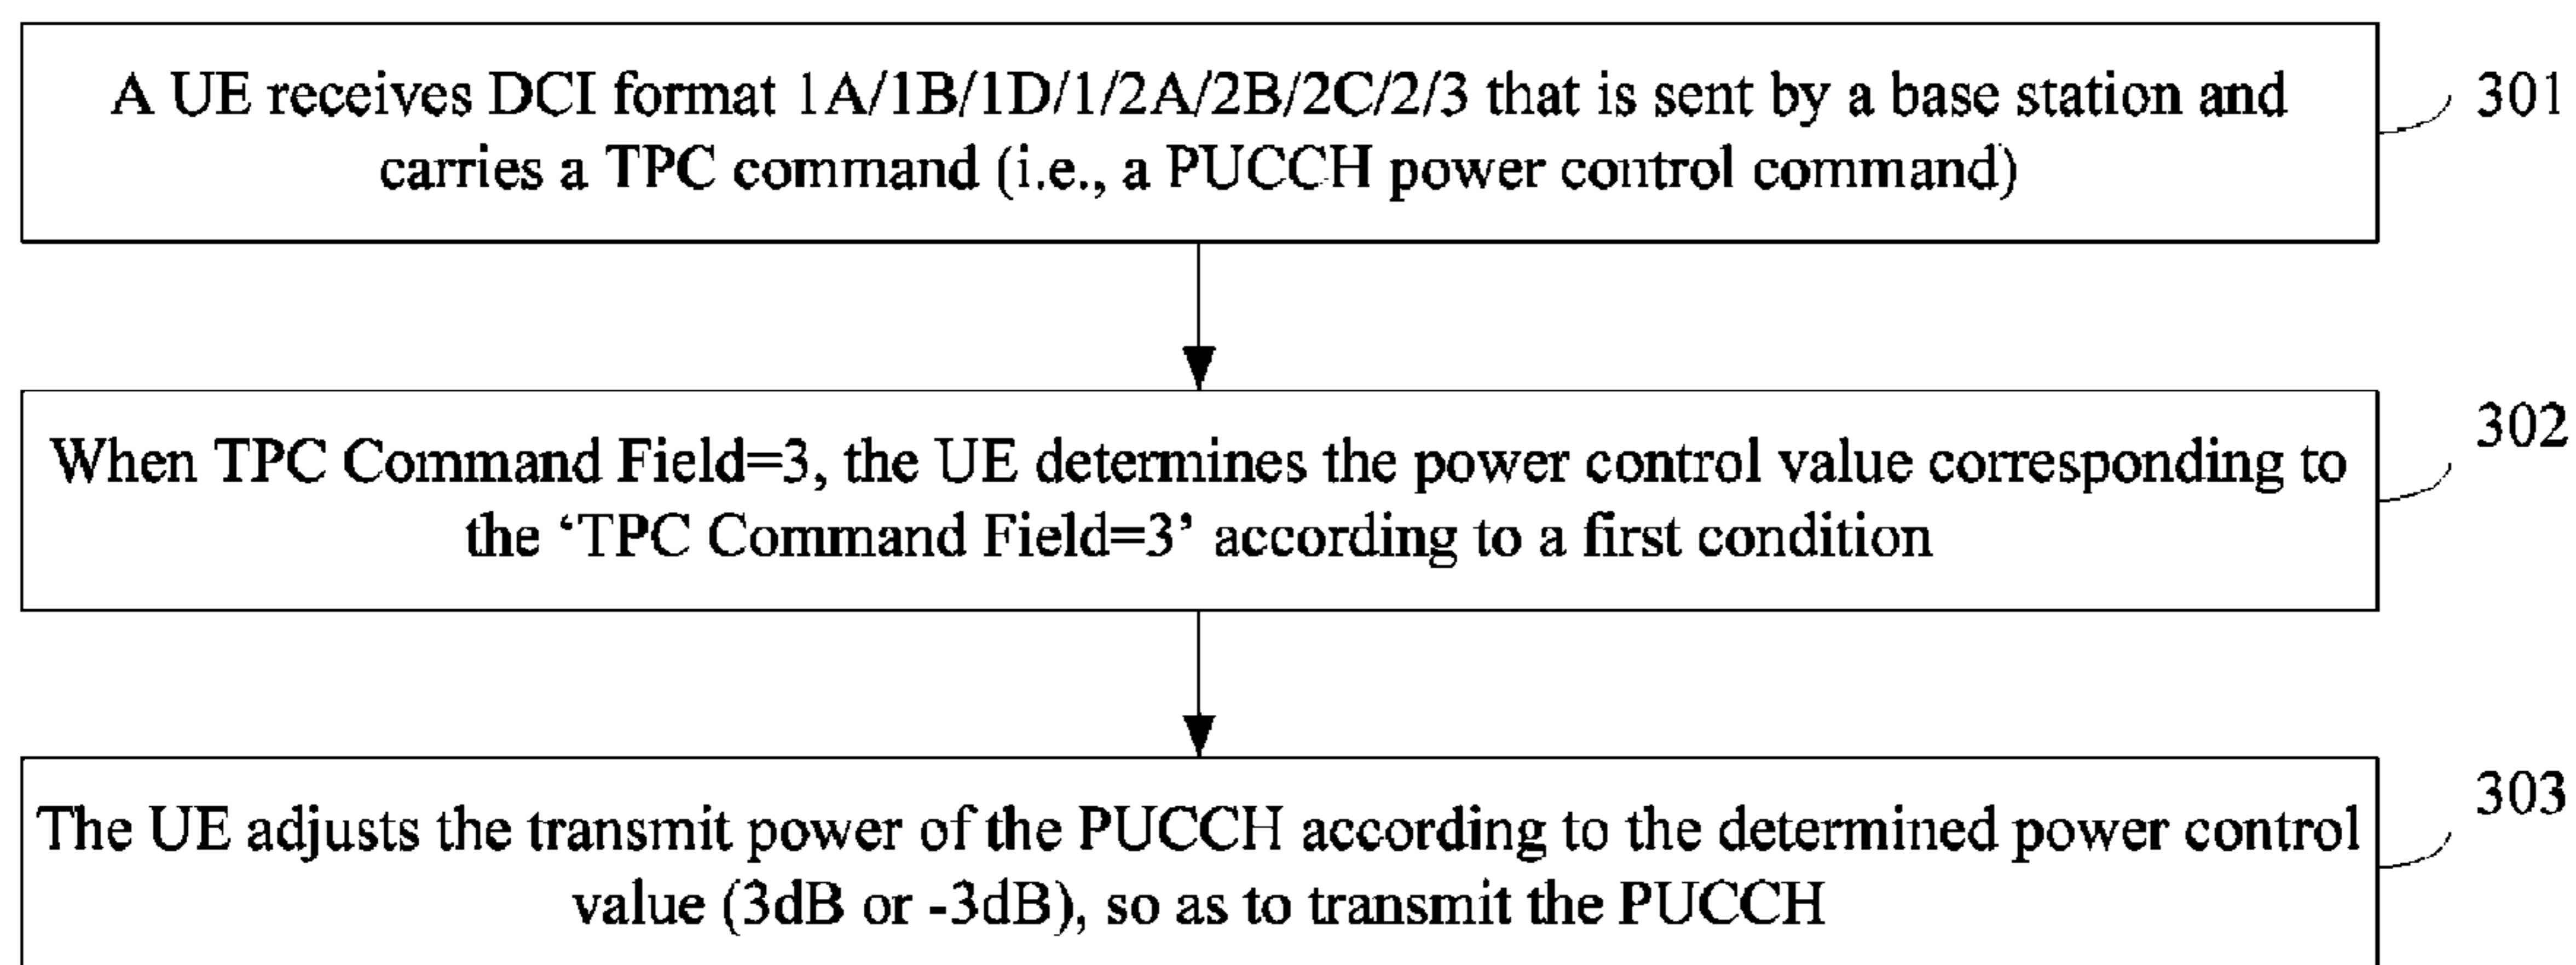 A UE receives DCI format 1A/1B/1D/1/2A/2B/2C/2/3 that is sent by a base station and
carries a TPC command (i.e., a PUCCH power control command)
301
When TPC Command Field=3, the UE determines the power control value corresponding to
the ‘TPC Command Field=3’ according to a first condition
302
The UE adjusts the transmit power of the PUCCH according to the determined power control
value (3dB or -3dB), so as to transmit the PUCCH
303